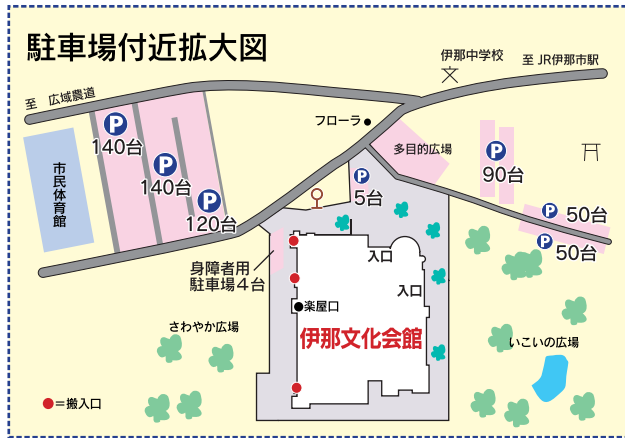 駐車場付近拡大図
伊那中学校
至 JR伊那市駅
至 広域農道
フローラ
P
140台
P
140台
P
120台
市民体育館
多目的広場
P
90台
P
5台
P
50台
P
50台
入口
入口
身障者用
駐車場4台
楽屋口
伊那文化会館
さわやか広場
いこいの広場
●=搬入口